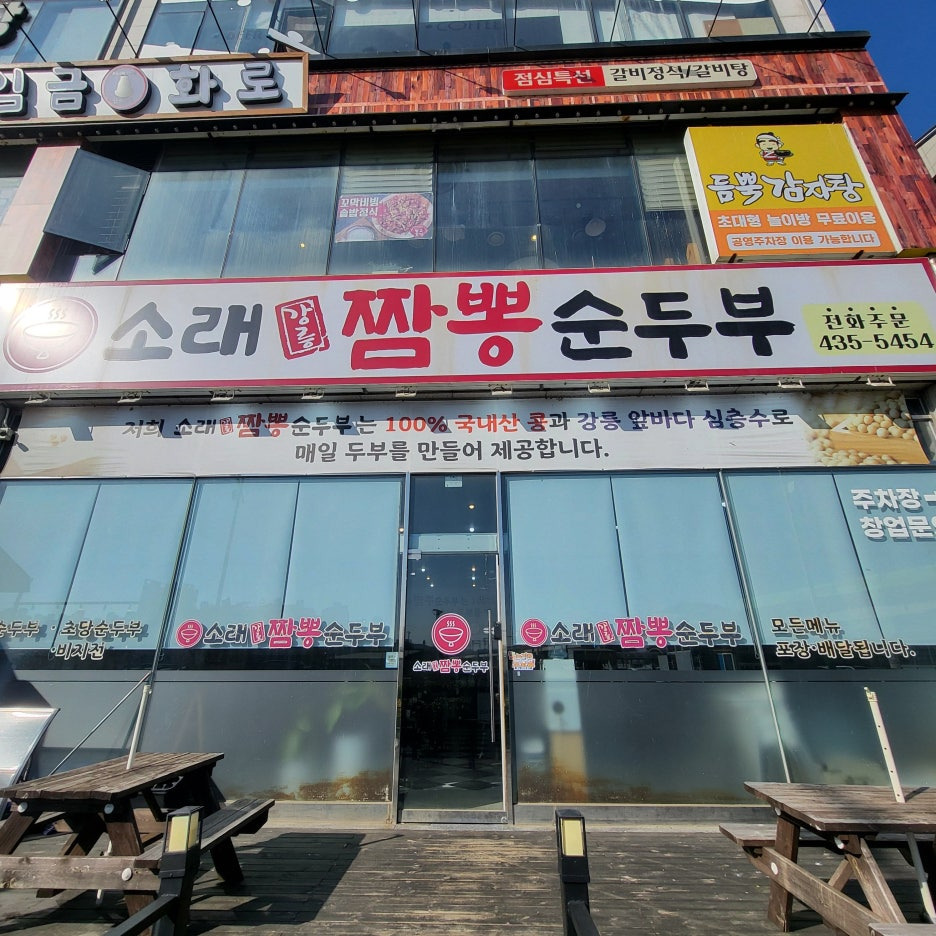 COFFEE
임금 화로
점심특선 갈비정식/갈비탕
꼬막비빔
솥밥정식
듬뿍감자탕
초대형 놀이방 무료이용
공영주차장 이용 가능합니다
소래 강릉 짬뽕 순두부
전화주문
435-5454
저희 소래강릉짬뽕순두부는 100% 국내산 콩과 강릉 앞바다 심층수로
매일 두부를 만들어 제공합니다.
주차장
창업문의
순두부 · 초당순두부
·비지전
소래강릉짬뽕순두부
소래강릉짬뽕순두부
소래강릉짬뽕순두부
모든메뉴
포장·배달됩니다.